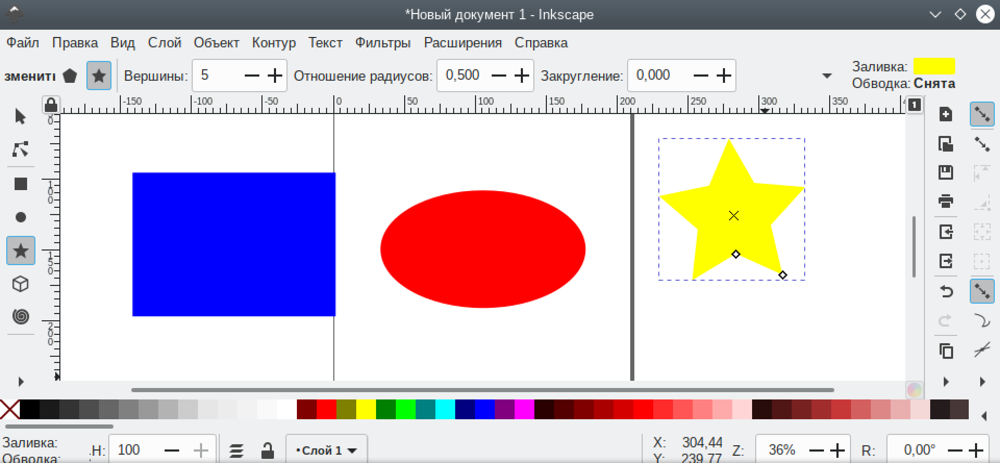 *Новый документ 1 - Inkscape
Файл Правка Вид Слой Объект Контур Текст Фильтры Расширения Справка
зменить Вершины: 5 Отношение радиусов: 0,500 Закругление: 0,000 Заливка:
Обводка: Снята
-150 -100 -50 0 50 100 150 200 250 300 350
1
0
100
150
200
Заливка:
Обводка:
Н: 100
•Слой 1
X: 304,44
Y: 239,77
Z: 36%
R: 0,00°